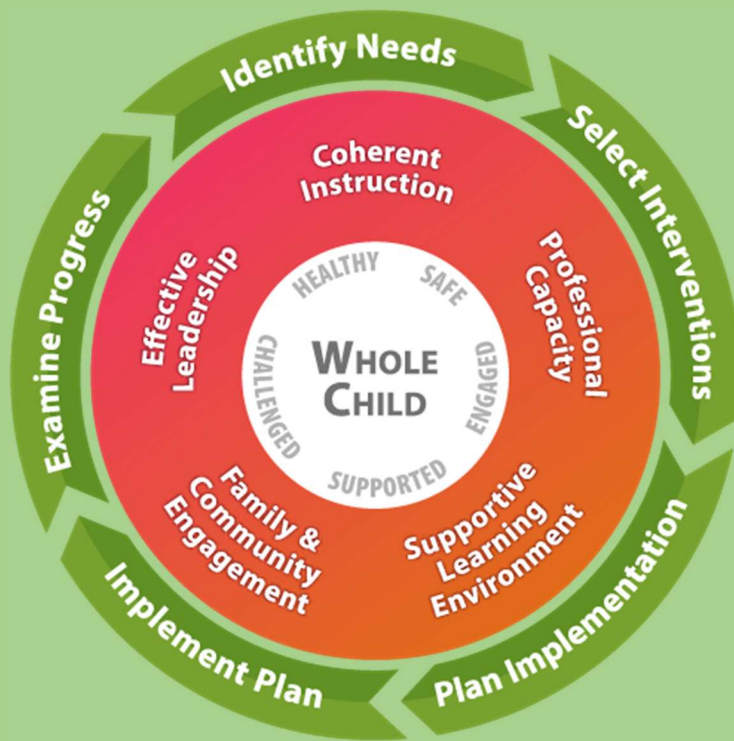 Identify Needs
Select Interventions
Plan Implementation
Implement Plan
Examine Progress
Coherent
Instruction
Professional
Capacity
Supportive
Learning
Environment
Family &
Community
Engagement
Effective
Leadership
HEALTHY
SAFE
ENGAGED
SUPPORTED
CHALLENGED
WHOLE
CHILD